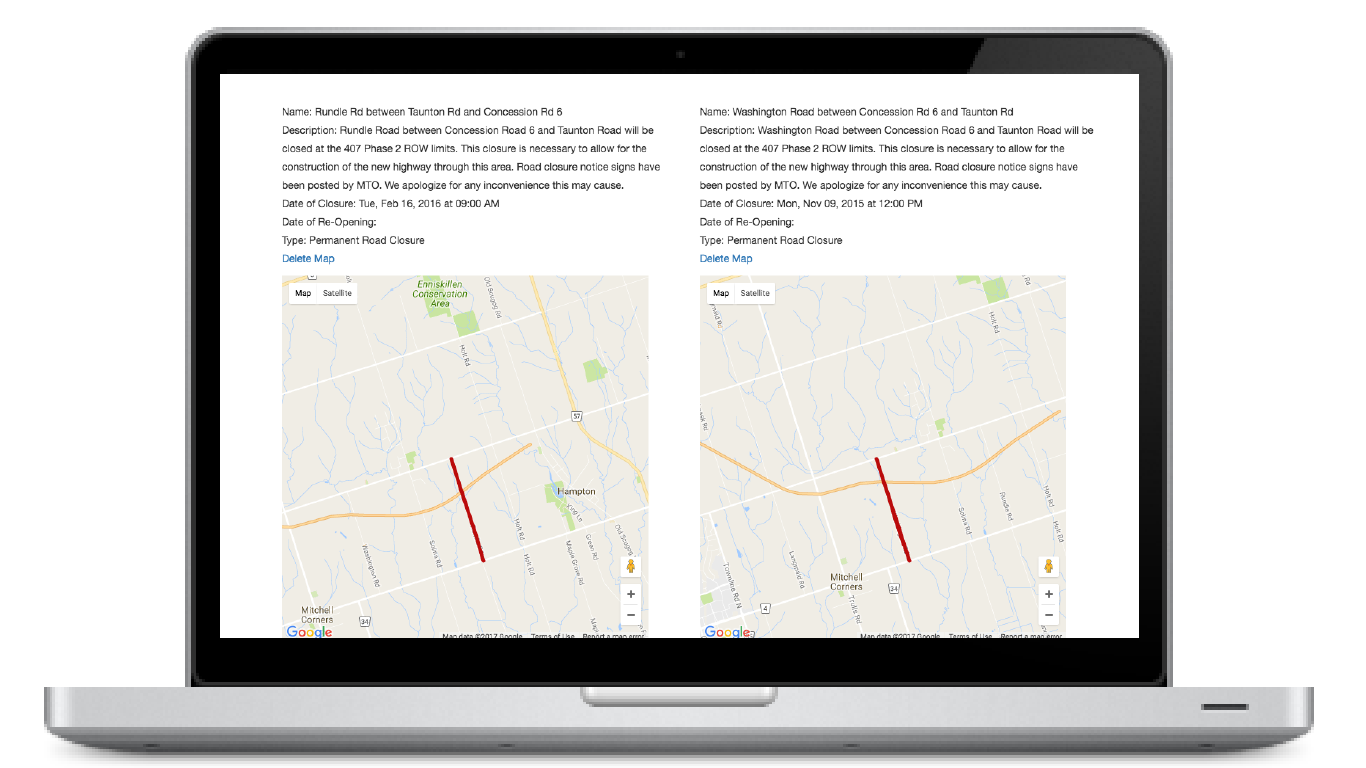 Name: Rundle Rd between Taunton Rd and Concession Rd 6
Description: Rundle Road between Concession Road 6 and Taunton Road will be
closed at the 407 Phase 2 ROW limits. This closure is necessary to allow for the
construction of the new highway through this area. Road closure notice signs have
been posted by MTO. We apologize for any inconvenience this may cause.
Date of Closure: Tue, Feb 16, 2016 at 09:00 AM
Date of Re-Opening:
Type: Permanent Road Closure
Delete Map
Map Satellite
Enniskillen
Conservation
Area
Old Scugog Rd
Holt Rd
57
Hampton
King Ln
Holt Rd
Old Scugog
Green Rd
Solina Rd
Washington Rd
Holt Rd
Maple Grove Rd
Mitchell
Corners
34
+
−
Google
Map data ©2017 Google Terms of Use Report a map error
Name: Washington Road between Concession Rd 6 and Taunton Rd
Description: Washington Road between Concession Road 6 and Taunton Road will be
closed at the 407 Phase 2 ROW limits. This closure is necessary to allow for the
construction of the new highway through this area. Road closure notice signs have
been posted by MTO. We apologize for any inconvenience this may cause.
Date of Closure: Mon, Nov 09, 2015 at 12:00 PM
Date of Re-Opening:
Type: Permanent Road Closure
Delete Map
Map Satellite
Rd
Holt Rd
Rd
Rd
Holt Rd
Rundle Rd
Solina Rd
Langmaid Rd
Townline Rd N
Mitchell
Corners
34
Trulls Rd
4
+
−
Google
Map data ©2017 Google Terms of Use Report a map error